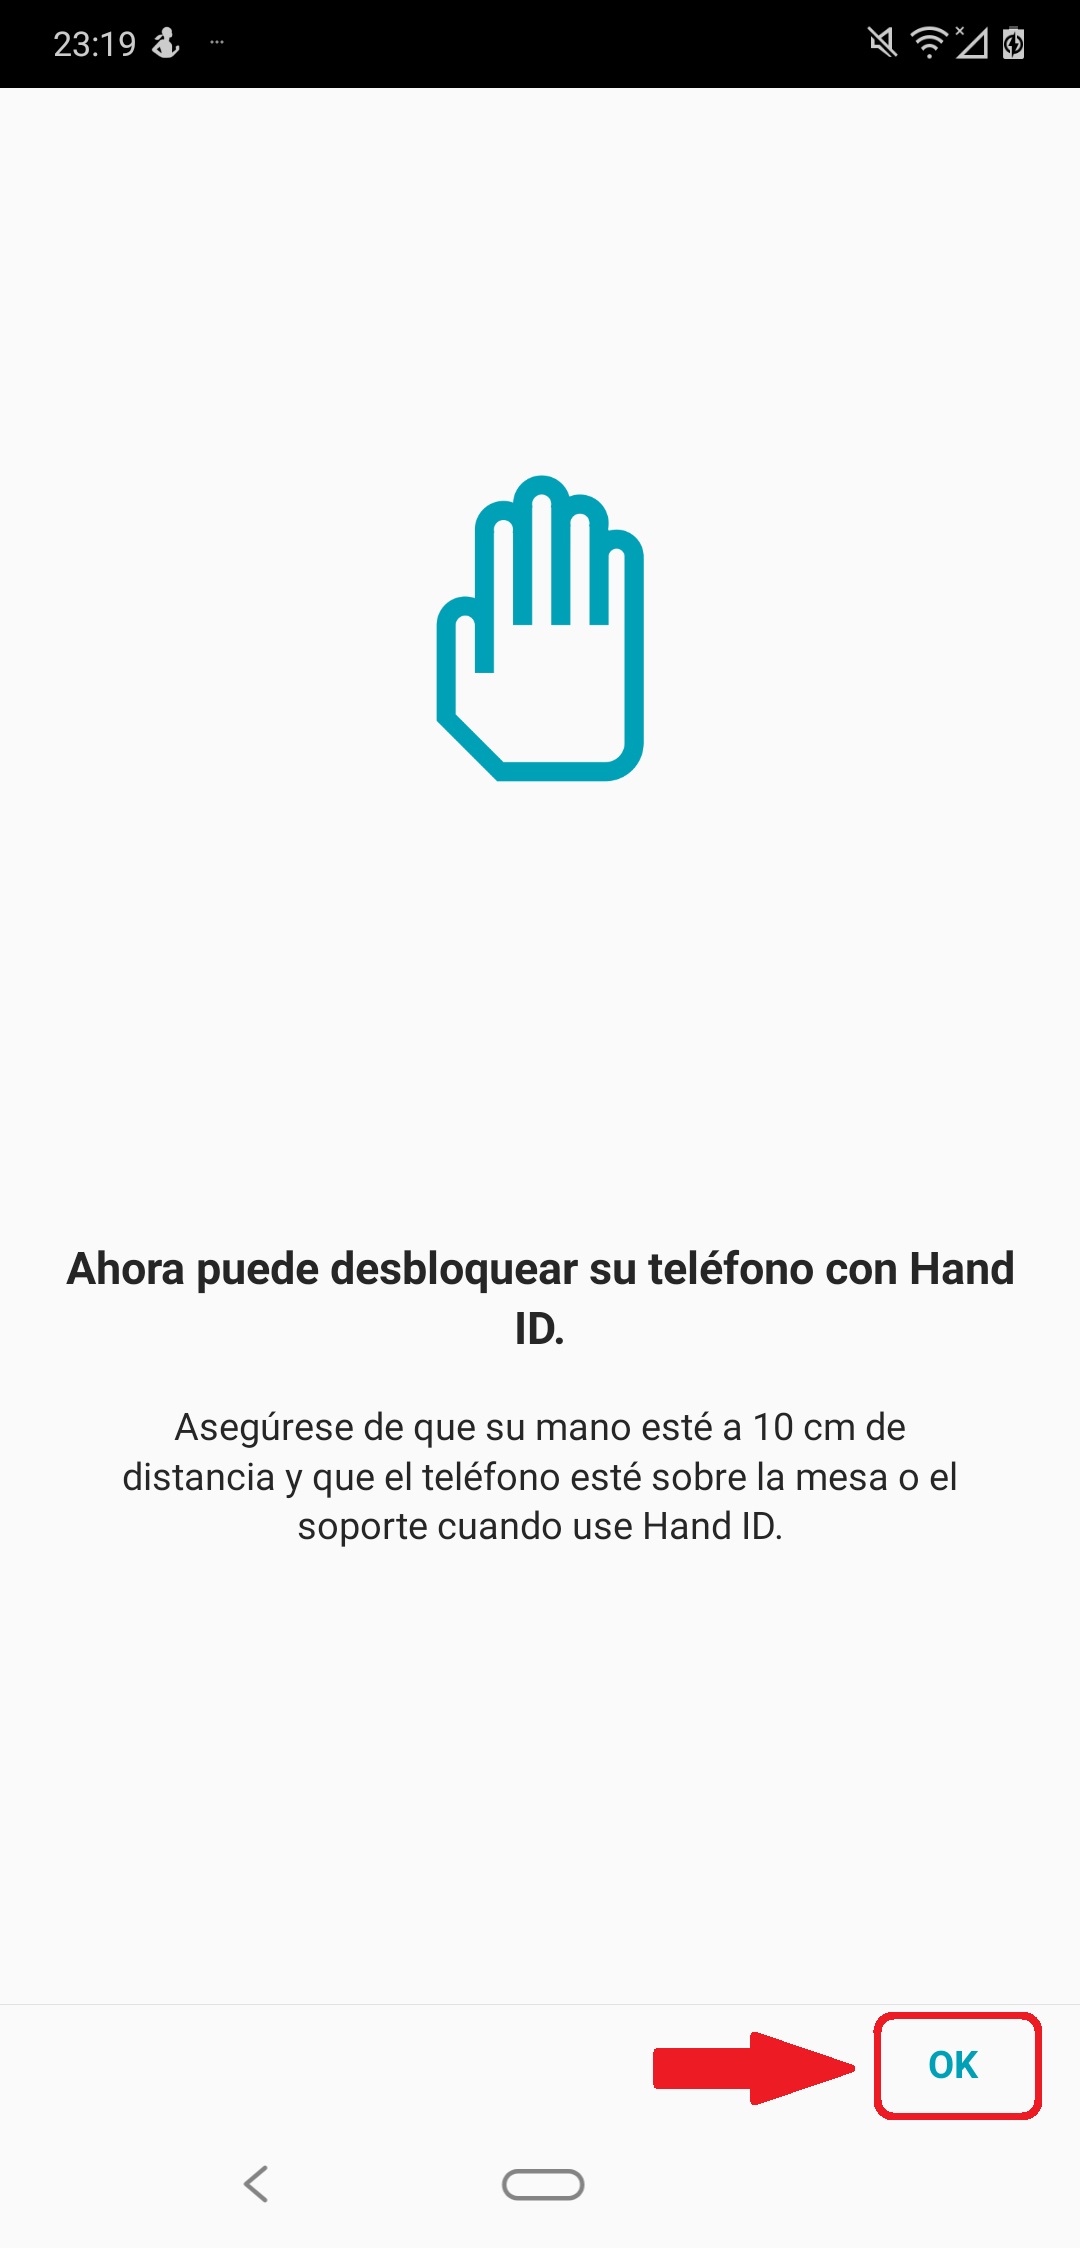 23:19
Ahora puede desbloquear su teléfono con Hand
ID.
Asegúrese de que su mano esté a 10 cm de
distancia y que el teléfono esté sobre la mesa o el
soporte cuando use Hand ID.
OK